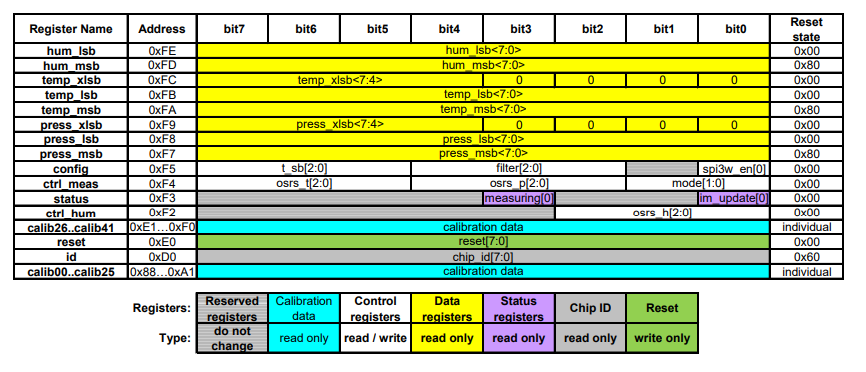 Register Name Address bit7 bit6 bit5 bit4 bit3 bit2 bit1 bit0 Reset state
hum_lsb 0xFE hum_lsb<7:0> 0x00
hum_msb 0xFD hum_msb<7:0> 0x80
temp_xlsb 0xFC temp_xlsb<7:4> 0 0 0 0 0x00
temp_lsb 0xFB temp_lsb<7:0> 0x00
temp_msb 0xFA temp_msb<7:0> 0x80
press_xlsb 0xF9 press_xlsb<7:4> 0 0 0 0 0x00
press_lsb 0xF8 press_lsb<7:0> 0x00
press_msb 0xF7 press_msb<7:0> 0x80
config 0xF5 t_sb[2:0] filter[2:0] spi3w_en[0] 0x00
ctrl_meas 0xF4 osrs_t[2:0] osrs_p[2:0] mode[1:0] 0x00
status 0xF3 measuring[0] im_update[0] 0x00
ctrl_hum 0xF2 osrs_h[2:0] 0x00
calib26..calib41 0xE1…0xF0 calibration data individual
reset 0xE0 reset[7:0] 0x00
id 0xD0 chip_id[7:0] 0x60
calib00..calib25 0x88…0xA1 calibration data individual
Registers: Reserved registers Calibration data Control registers Data registers Status registers Chip ID Reset
Type: do not change read only read / write read only read only read only write only